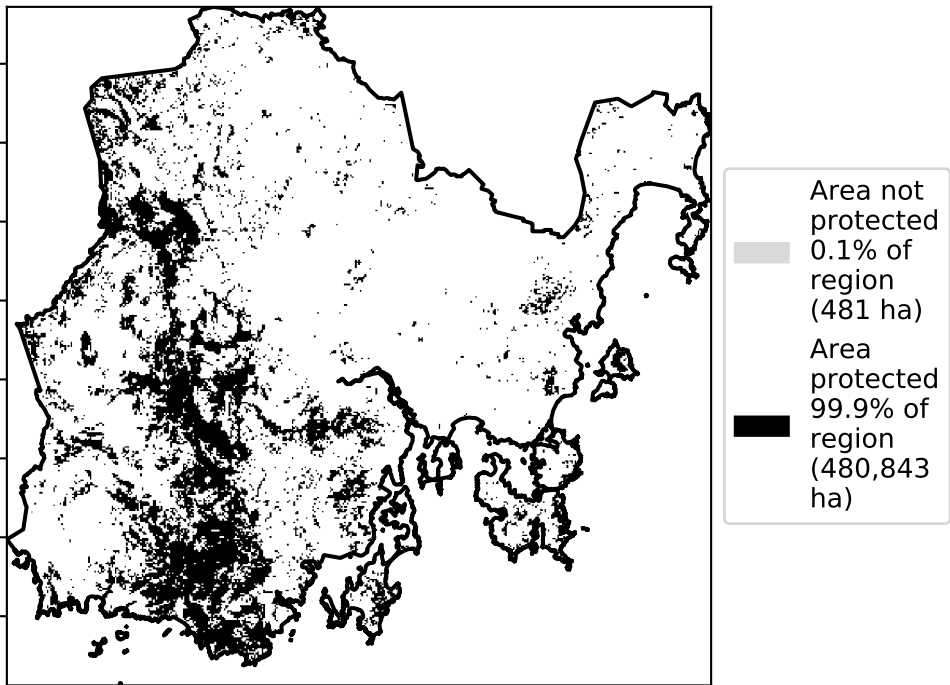 Area not
protected
0.1% of
region
(481 ha)
Area
protected
99.9% of
region
(480,843
ha)